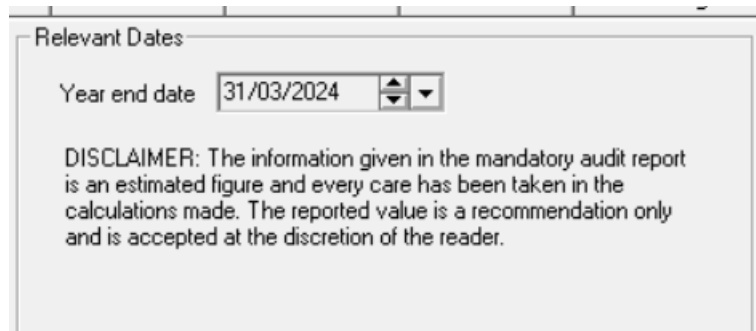 Relevant Dates
Year end date 31/03/2024
DISCLAIMER: The information given in the mandatory audit report
is an estimated figure and every care has been taken in the
calculations made. The reported value is a recommendation only
and is accepted at the discretion of the reader.